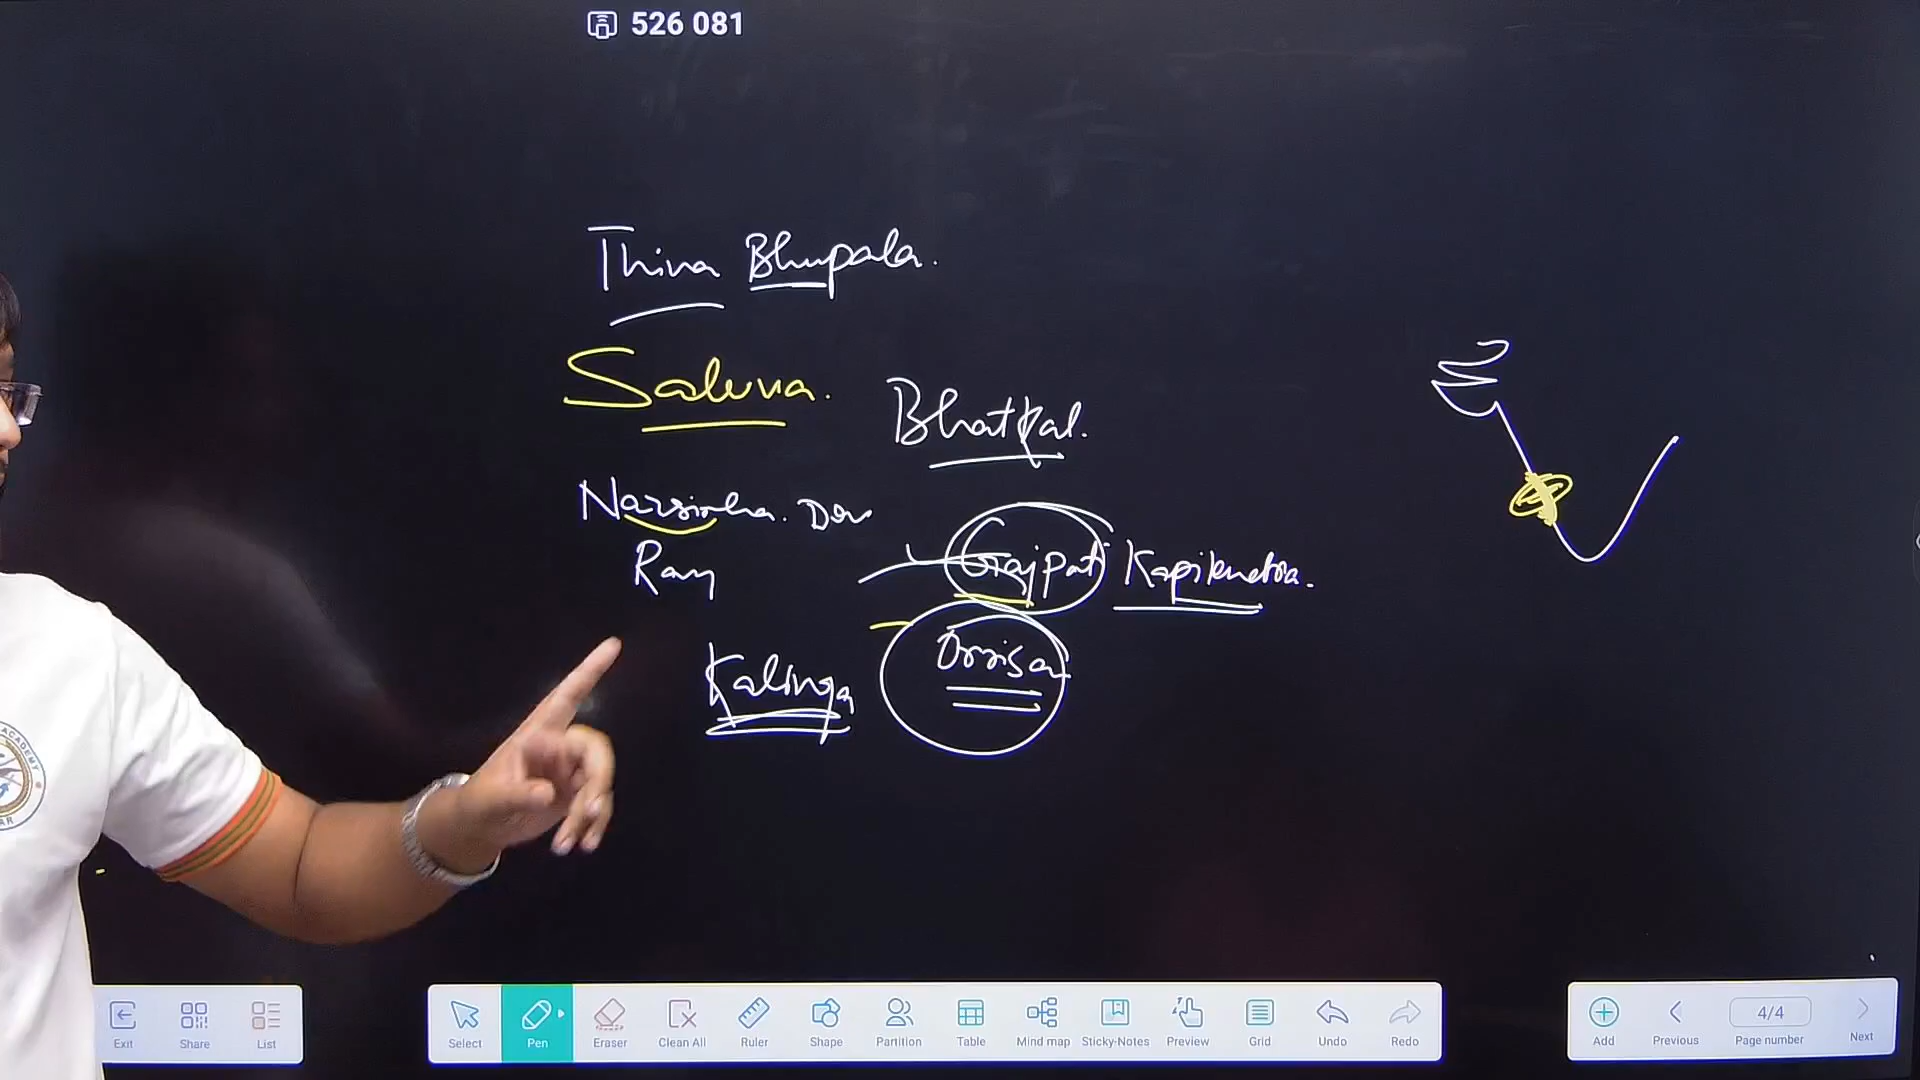 526 081
Thina Bhupala.
Saluva.
Bhatkal.
Narsinha. Dev
Ray
Gajpati Kapilendra.
Kalinga
Orrisa
ACADEMY
Exit
Share
List
Select
Pen
Eraser
Clean All
Ruler
Shape
Partition
Table
Mind map
Sticky-Notes
Preview
Grid
Undo
Redo
Add
Previous
4/4
Page number
Next